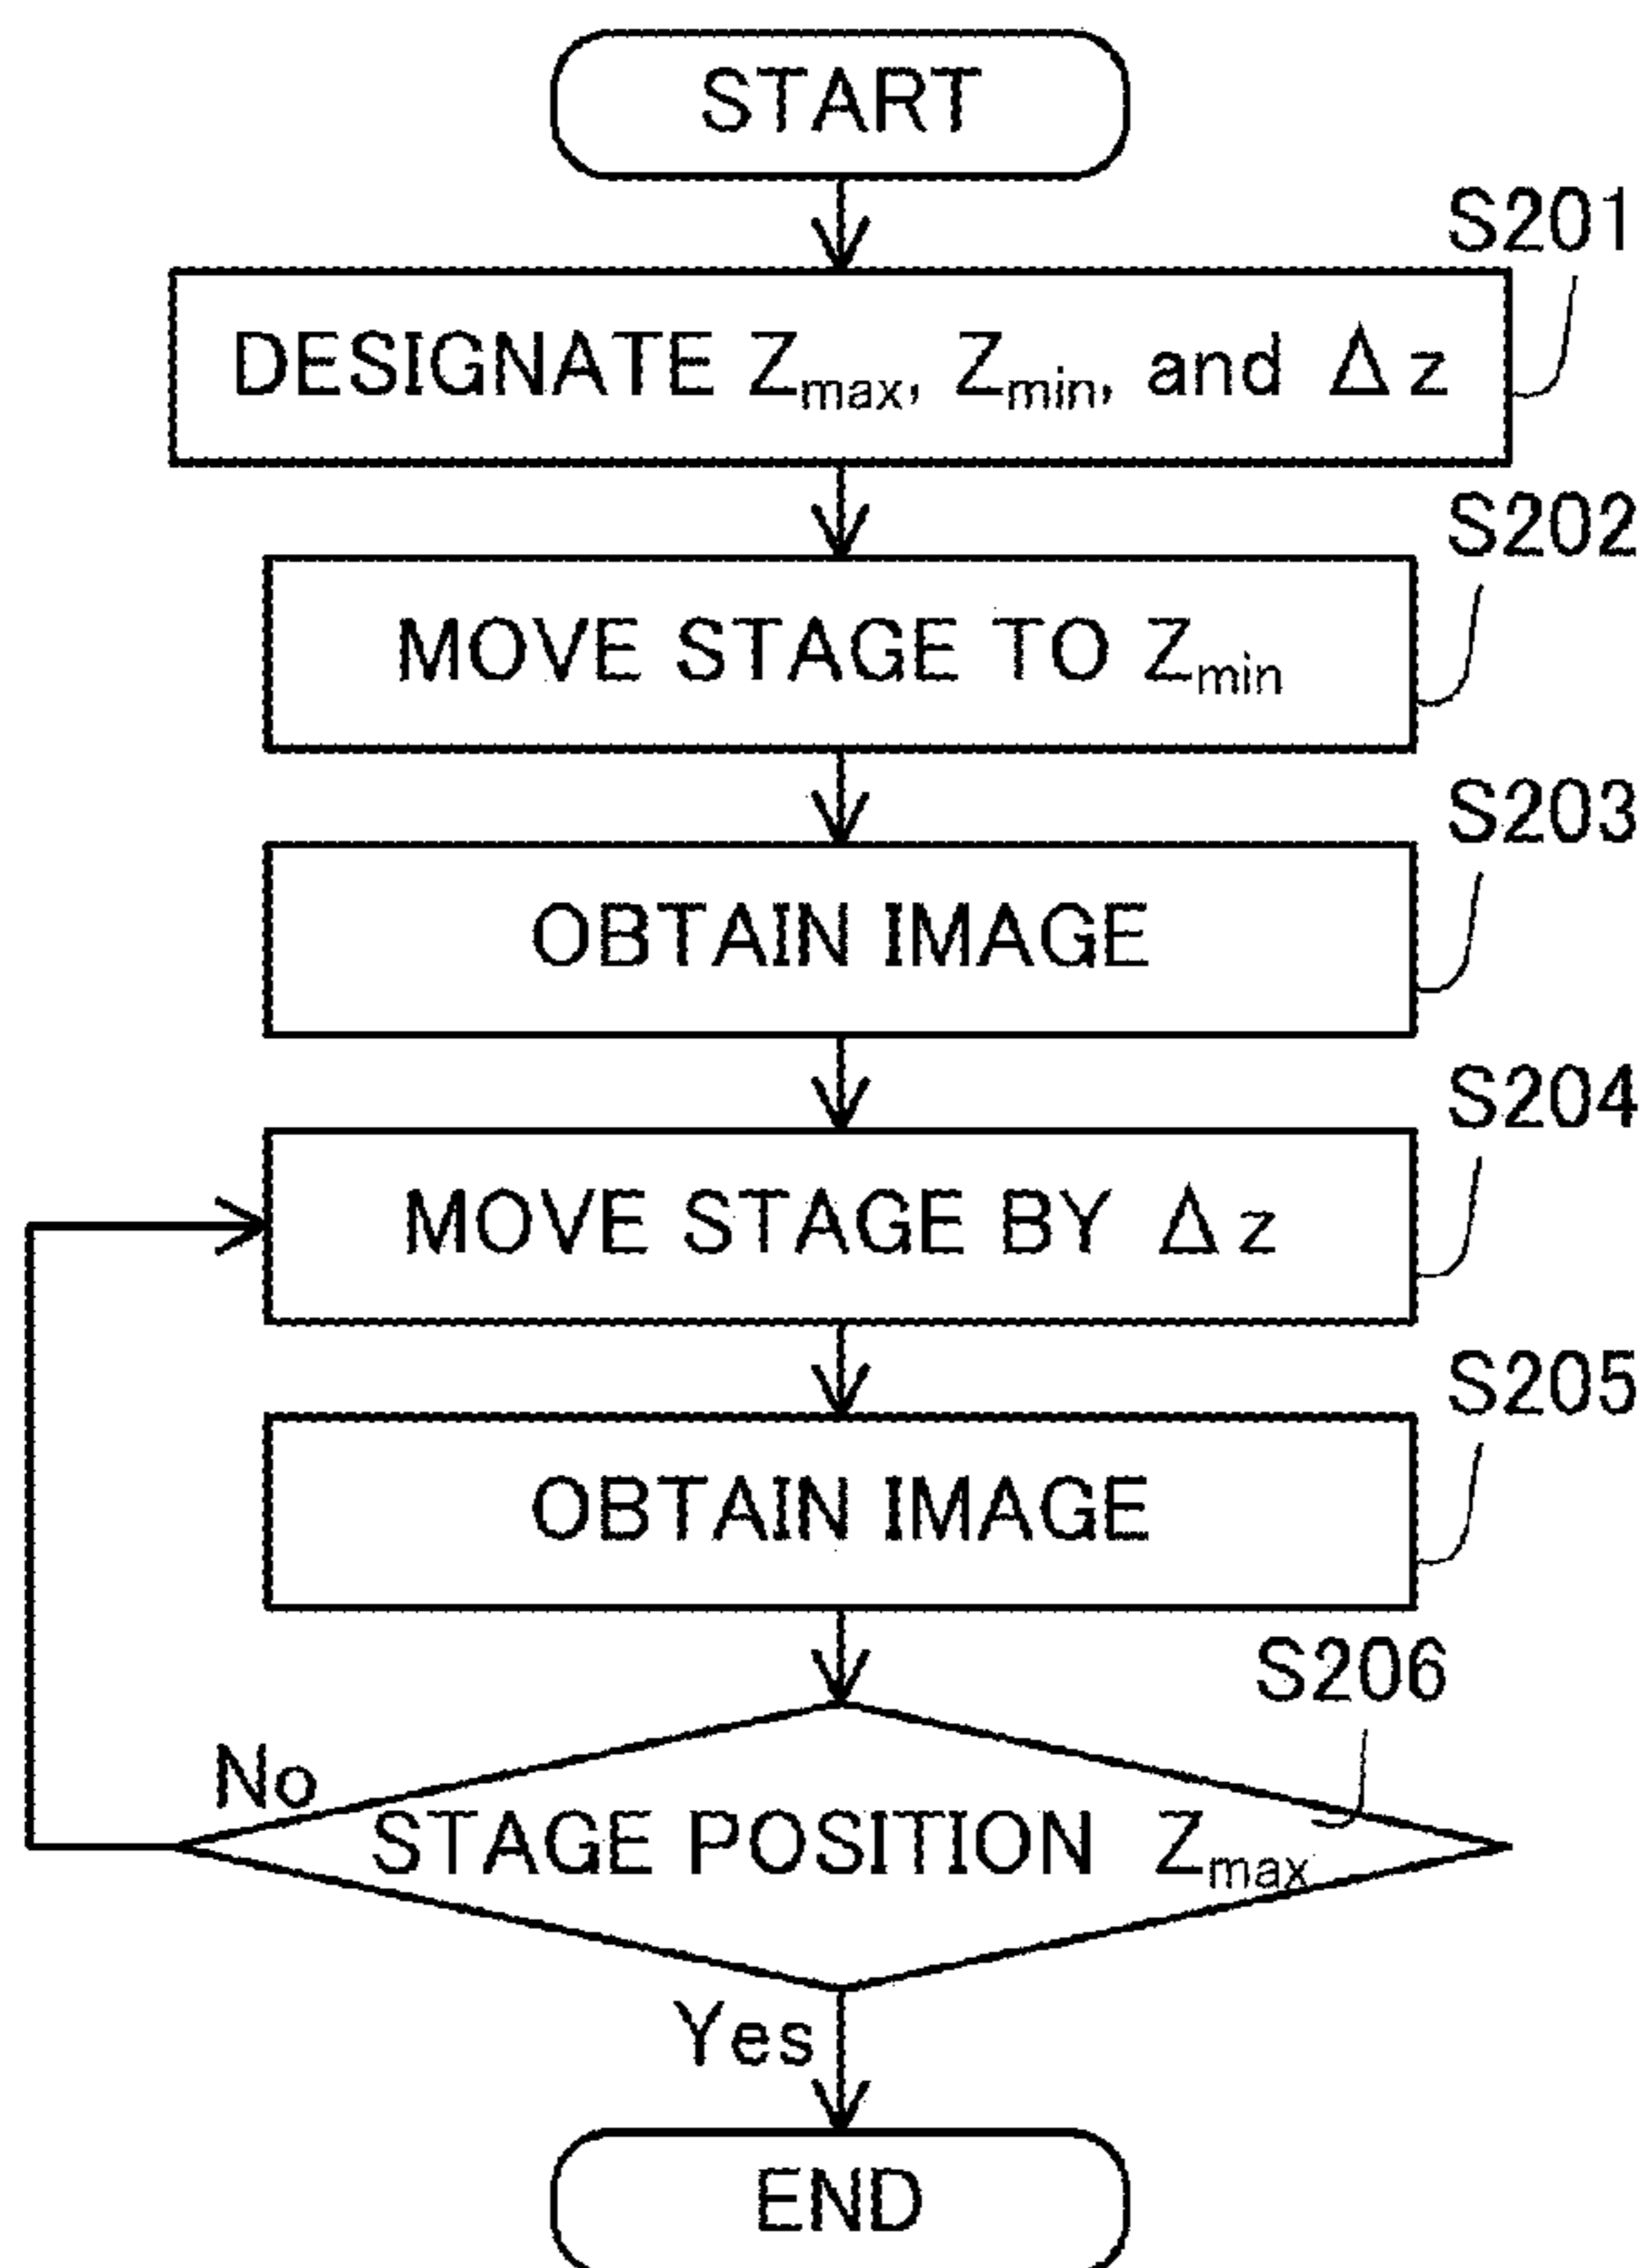 START
S201
DESIGNATE Zmax, Zmin, and Δz
S202
MOVE STAGE TO Zmin
S203
OBTAIN IMAGE
S204
MOVE STAGE BY Δz
S205
OBTAIN IMAGE
S206
No
STAGE POSITION Zmax
Yes
END